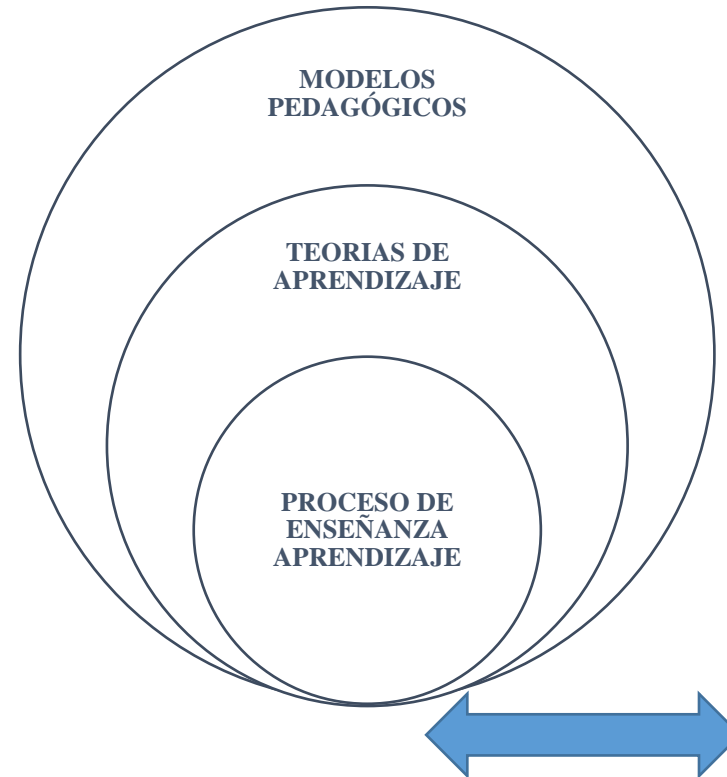 MODELOS
PEDAGÓGICOS
TEORIAS DE
APRENDIZAJE
PROCESO DE
ENSEÑANZA
APRENDIZAJE